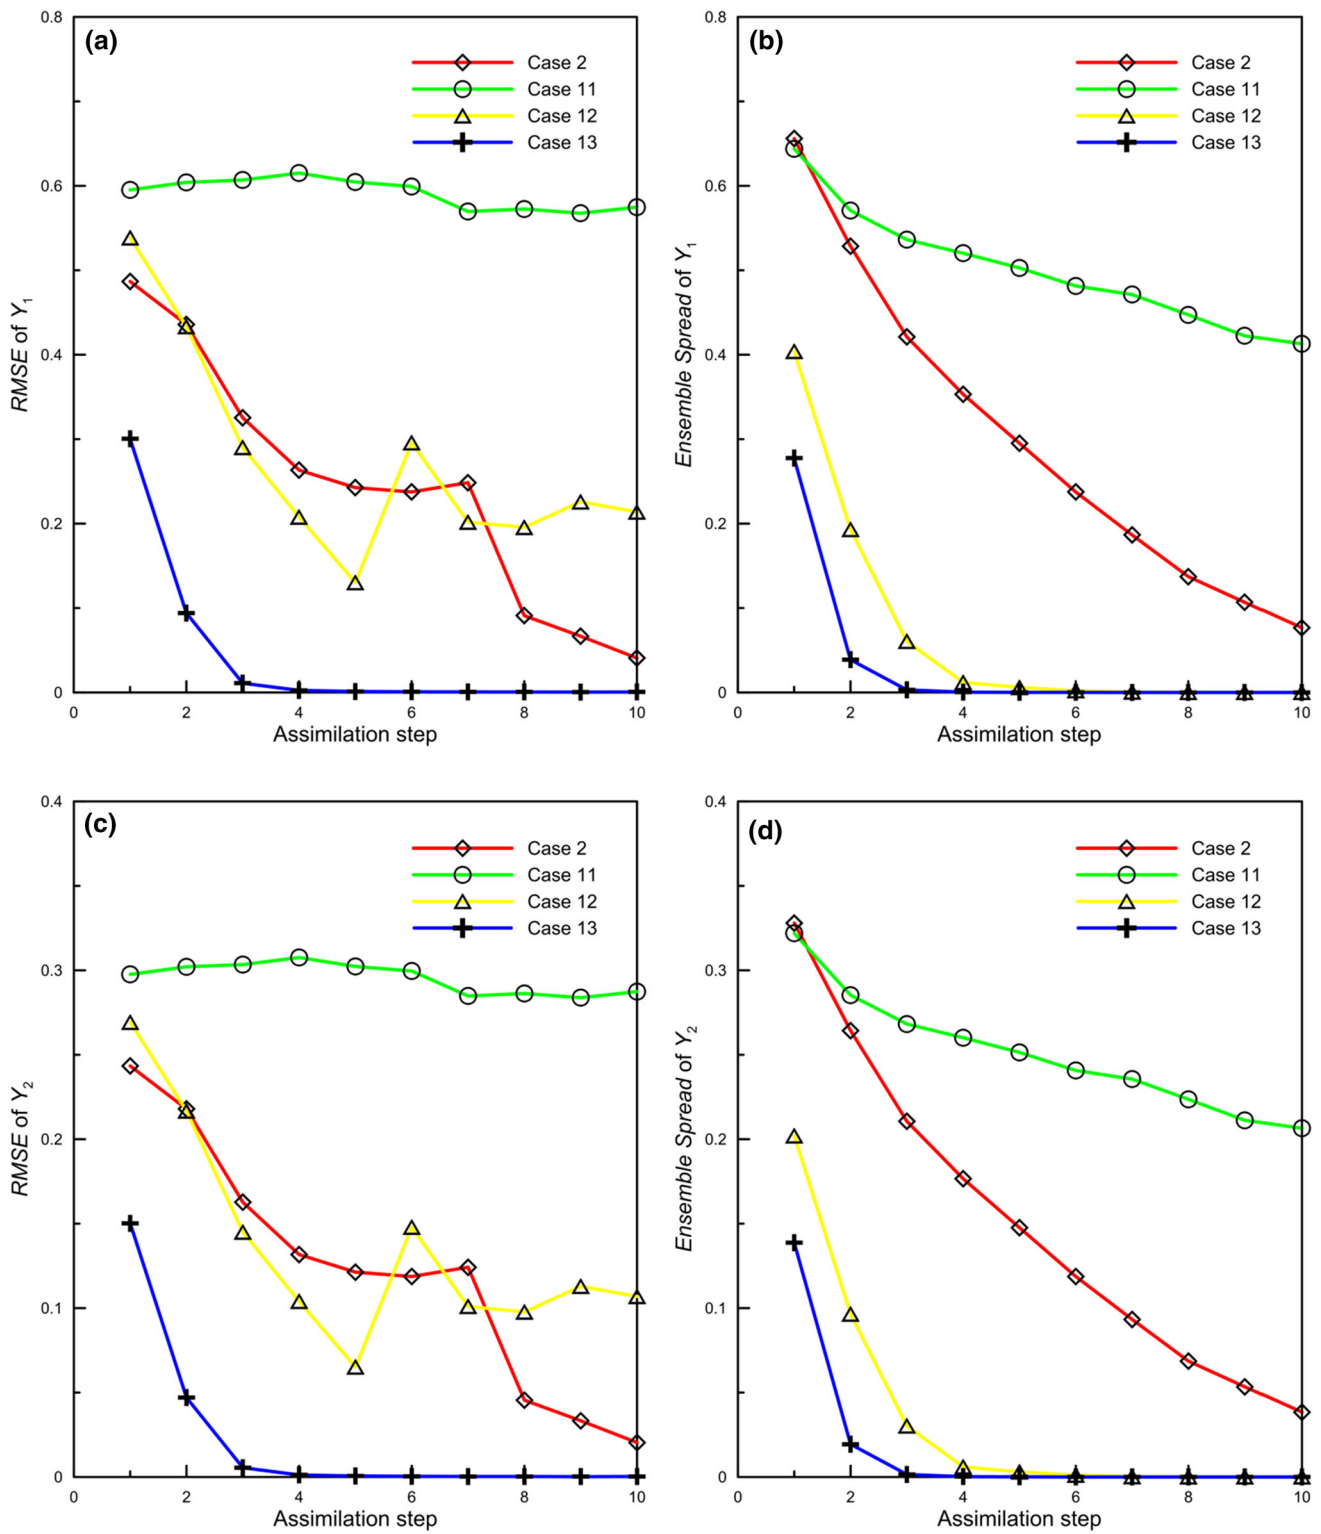 (a)
0.8
0.6
0.4
0.2
0
RMSE of Y1
Case 2
Case 11
Case 12
Case 13
0 2 4 6 8 10
Assimilation step
(b)
0.8
0.6
0.4
0.2
0
Ensemble Spread of Y1
Case 2
Case 11
Case 12
Case 13
0 2 4 6 8 10
Assimilation step
(c)
0.4
0.3
0.2
0.1
0
RMSE of Y2
Case 2
Case 11
Case 12
Case 13
0 2 4 6 8 10
Assimilation step
(d)
0.4
0.3
0.2
0.1
0
Ensemble Spread of Y2
Case 2
Case 11
Case 12
Case 13
0 2 4 6 8 10
Assimilation step